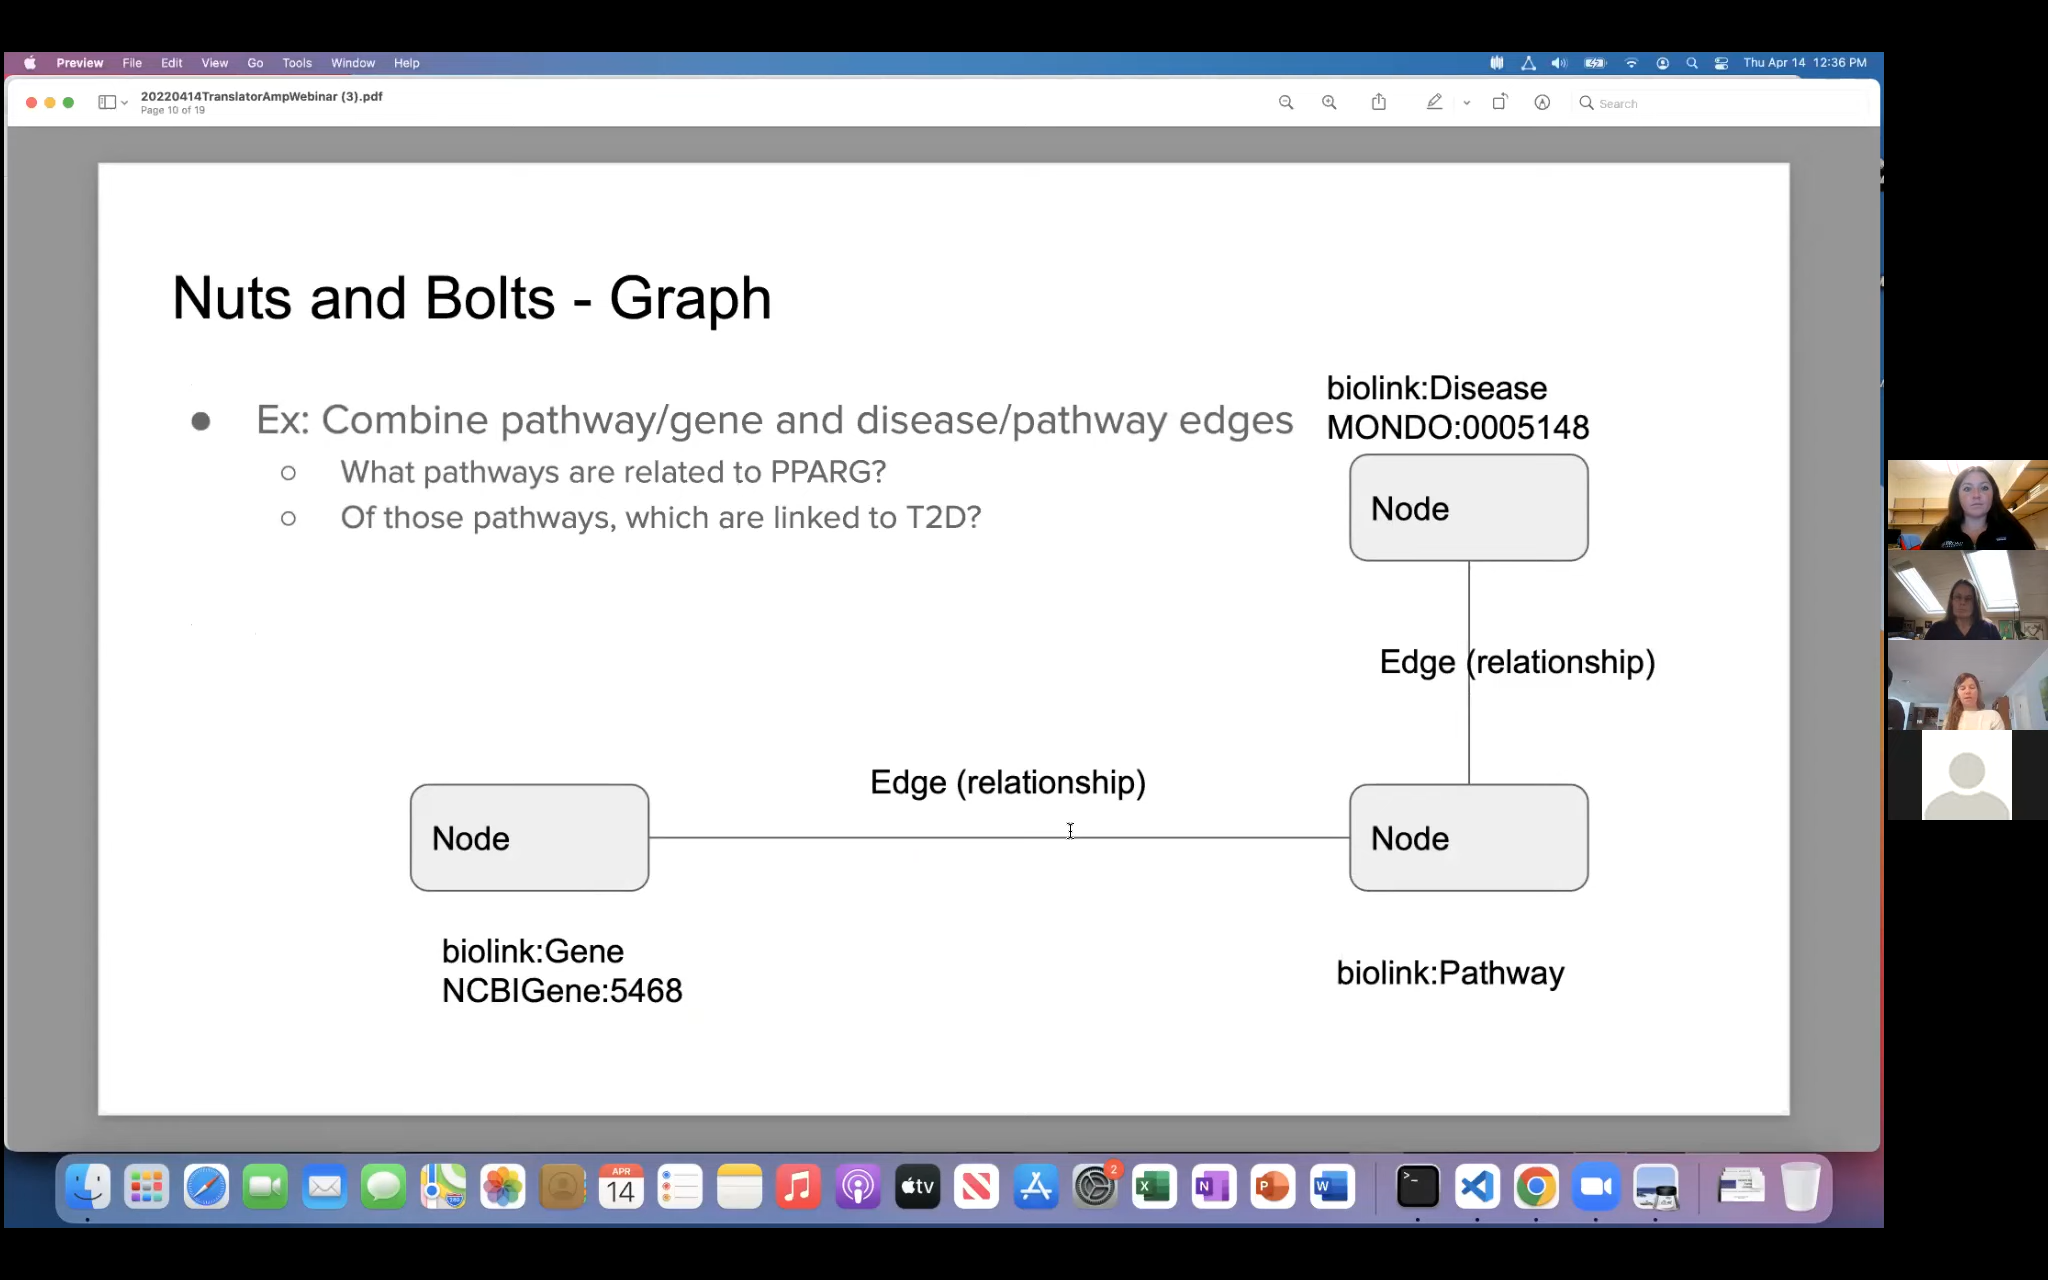 Preview File Edit View Go Tools Window Help Thu Apr 14 12:36 PM
20220414TranslatorAmpWebinar (3).pdf
Page 10 of 19
Search
Nuts and Bolts - Graph
biolink:Disease
MONDO:0005148
● Ex: Combine pathway/gene and disease/pathway edges
○ What pathways are related to PPARG?
○ Of those pathways, which are linked to T2D?
Node
Edge (relationship)
Edge (relationship)
Node
Node
biolink:Gene
NCBIGene:5468
biolink:Pathway
APR
14
tv
2
X
N
P
W
>_